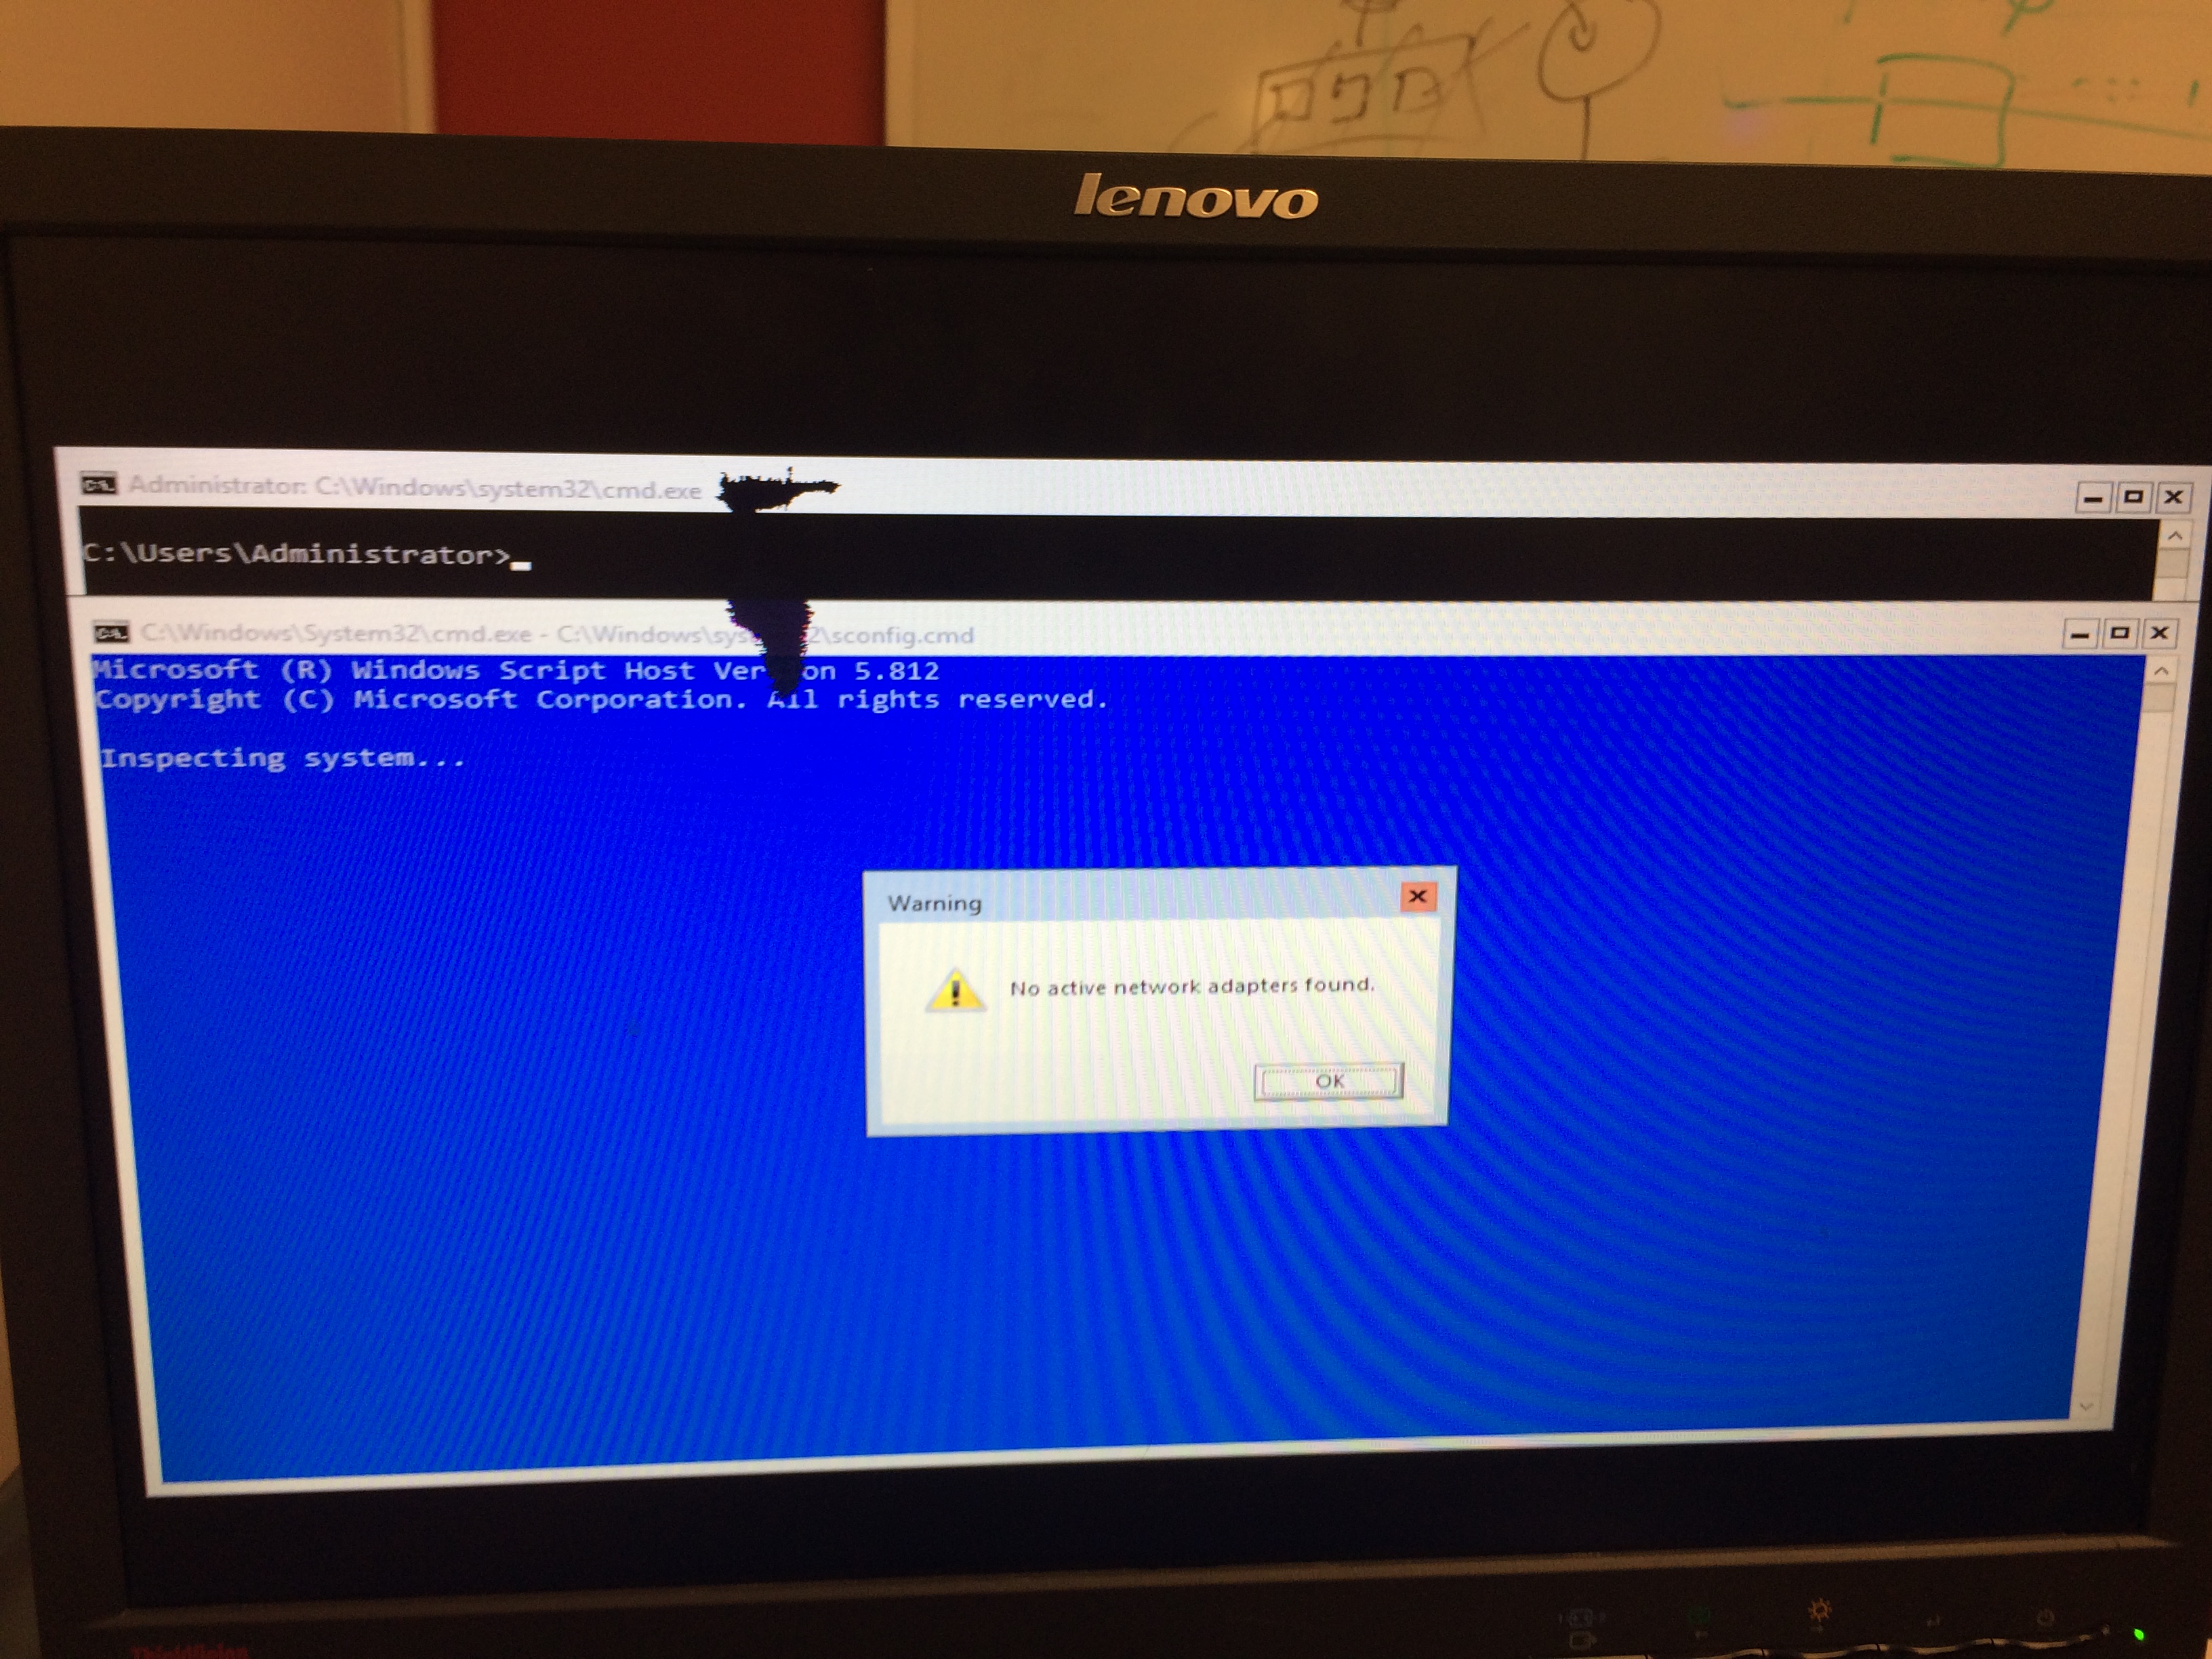 lenovo
Administrator: C:\Windows\system32\cmd.exe
C:\Users\Administrator>
C:\Windows\System32\cmd.exe - C:\Windows\sys 2\sconfig.cmd
Microsoft (R) Windows Script Host Ver on 5.812
Copyright (C) Microsoft Corporation. All rights reserved.
Inspecting system...
Warning
No active network adapters found.
OK
ThinkVision